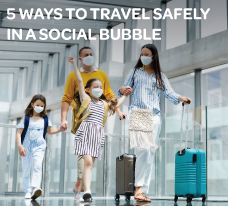 5 WAYS TO TRAVEL SAFELY
IN A SOCIAL BUBBLE